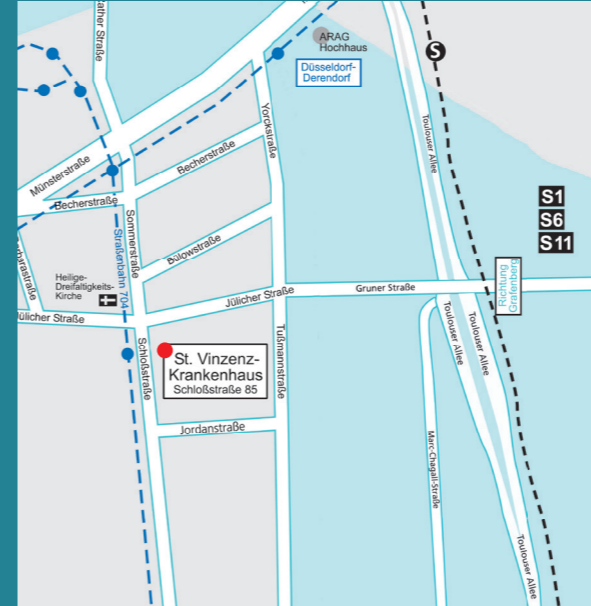 ather Straße
ARAG
Hochhaus
S
Düsseldorf-
Derendorf
Yorckstraße
Toulouser Allee
Münsterstraße
Becherstraße
Becherstraße
Sommerstraße
Straßenbahn 704
S1
S6
S11
Bülowstraße
Heilige-
Dreifaltigkeits-
Kirche
Jülicher Straße
Jülicher Straße
Gruner Straße
Richtung
Grafenberg
Toulouser Allee
Toulouser Allee
Schloßstraße
St. Vinzenz-
Krankenhaus
Schloßstraße 85
Tußmannstraße
Jordanstraße
Marc-Chagall-Straße
Toulouser Allee